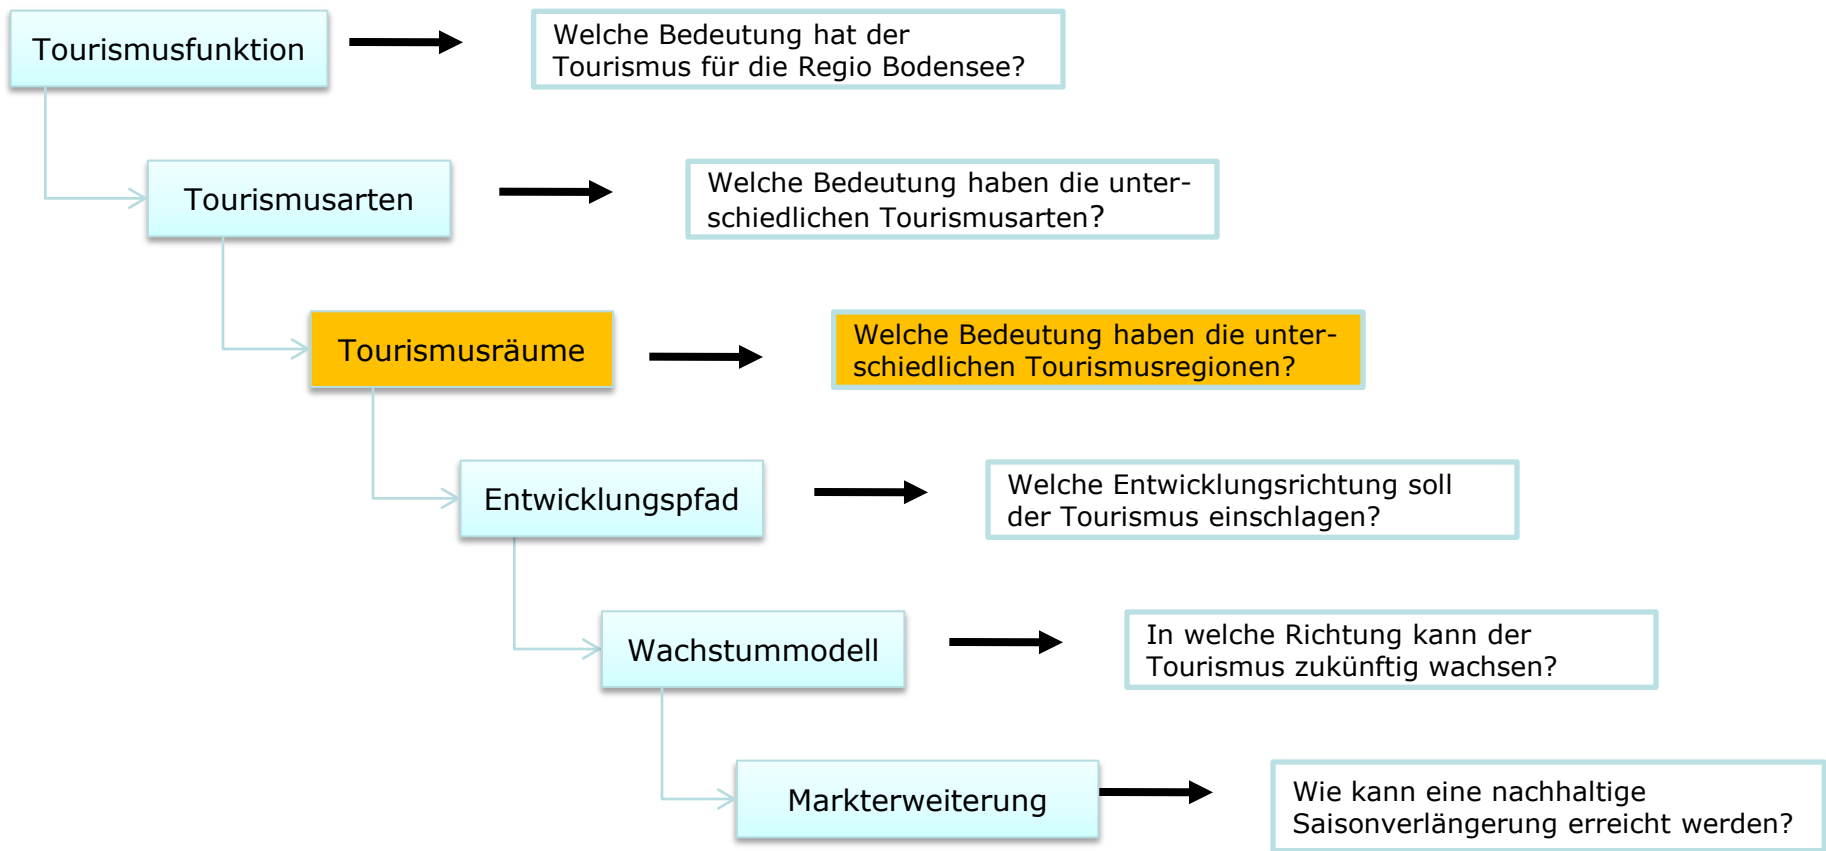 Tourismusfunktion
Welche Bedeutung hat der
Tourismus für die Regio Bodensee?
Tourismusarten
Welche Bedeutung haben die unter-
schiedlichen Tourismusarten?
Tourismusräume
Welche Bedeutung haben die unter-
schiedlichen Tourismusregionen?
Entwicklungspfad
Welche Entwicklungsrichtung soll
der Tourismus einschlagen?
Wachstummodell
In welche Richtung kann der
Tourismus zukünftig wachsen?
Markterweiterung
Wie kann eine nachhaltige
Saisonverlängerung erreicht werden?